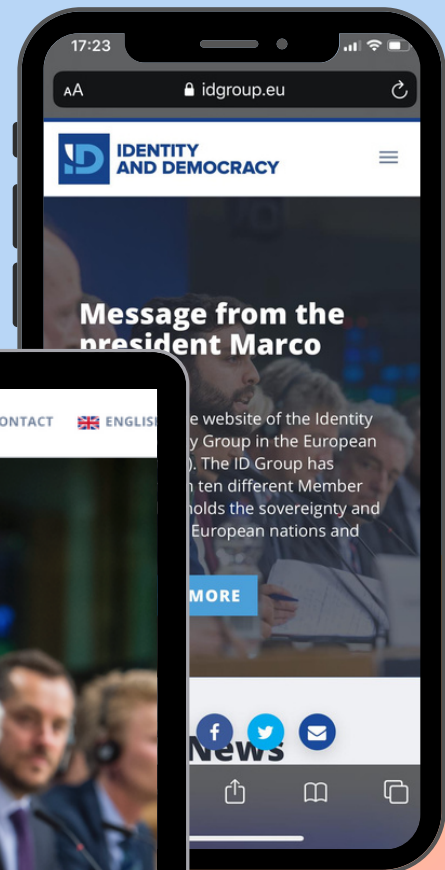 17:23
AA idgroup.eu
IDENTITY
AND DEMOCRACY
Message from the
president Marco
e website of the Identity
y Group in the European
). The ID Group has
ten different Member
holds the sovereignty and
European nations and
MORE
ONTACT ENGLIS
News